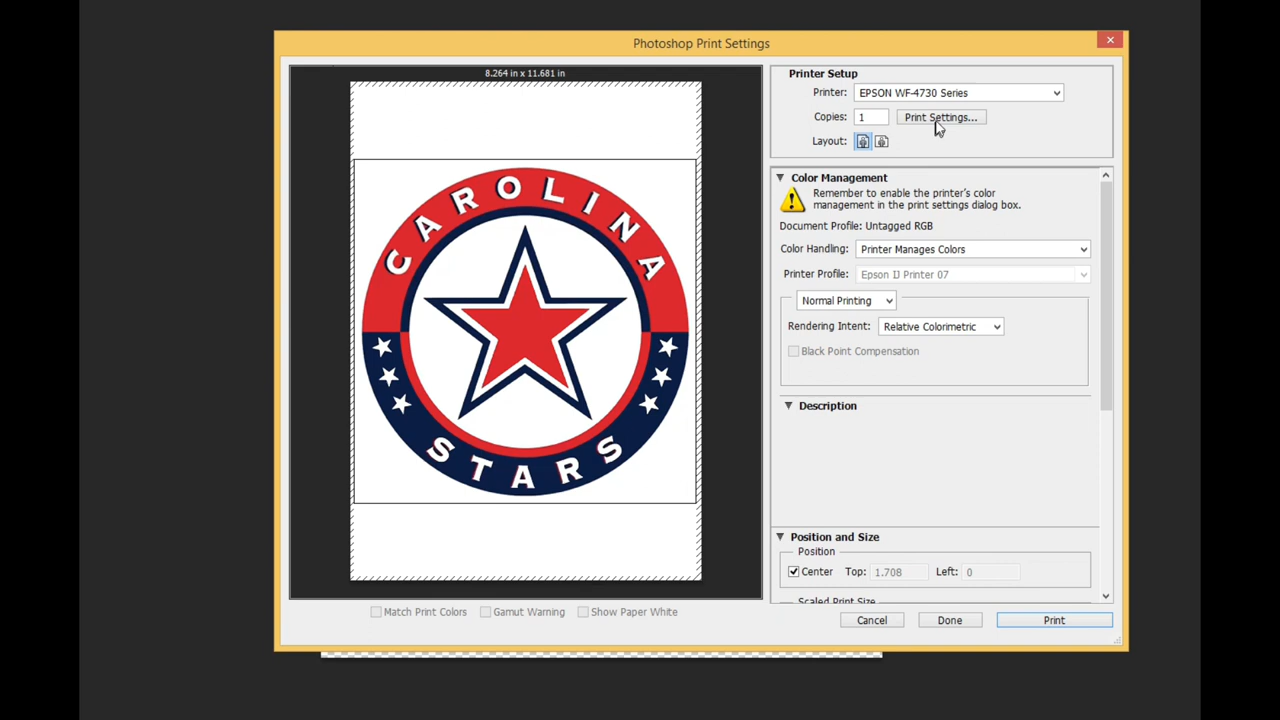 Photoshop Print Settings
8.264 in x 11.681 in
CAROLINA
STARS
Match Print Colors
Gamut Warning
Show Paper White
Printer Setup
Printer: EPSON WF-4730 Series
Copies: 1 Print Settings...
Layout:
Color Management
Remember to enable the printer's color
management in the print settings dialog box.
Document Profile: Untagged RGB
Color Handling: Printer Manages Colors
Printer Profile: Epson IJ Printer 07
Normal Printing
Rendering Intent: Relative Colorimetric
Black Point Compensation
Description
Position and Size
Position
Center Top: 1.708 Left: 0
Scaled Print Size
Cancel Done Print